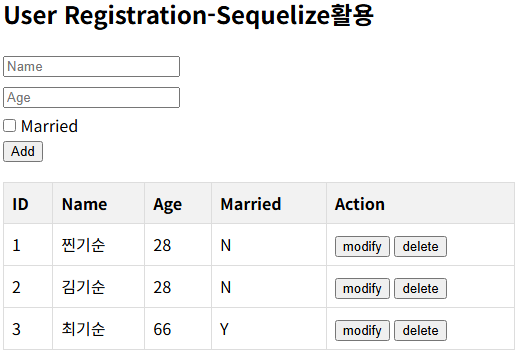 User Registration-Sequelize활용
Name
Age
Married
Add
ID Name Age Married Action
1 찐기순 28 N modify delete
2 김기순 28 N modify delete
3 최기순 66 Y modify delete